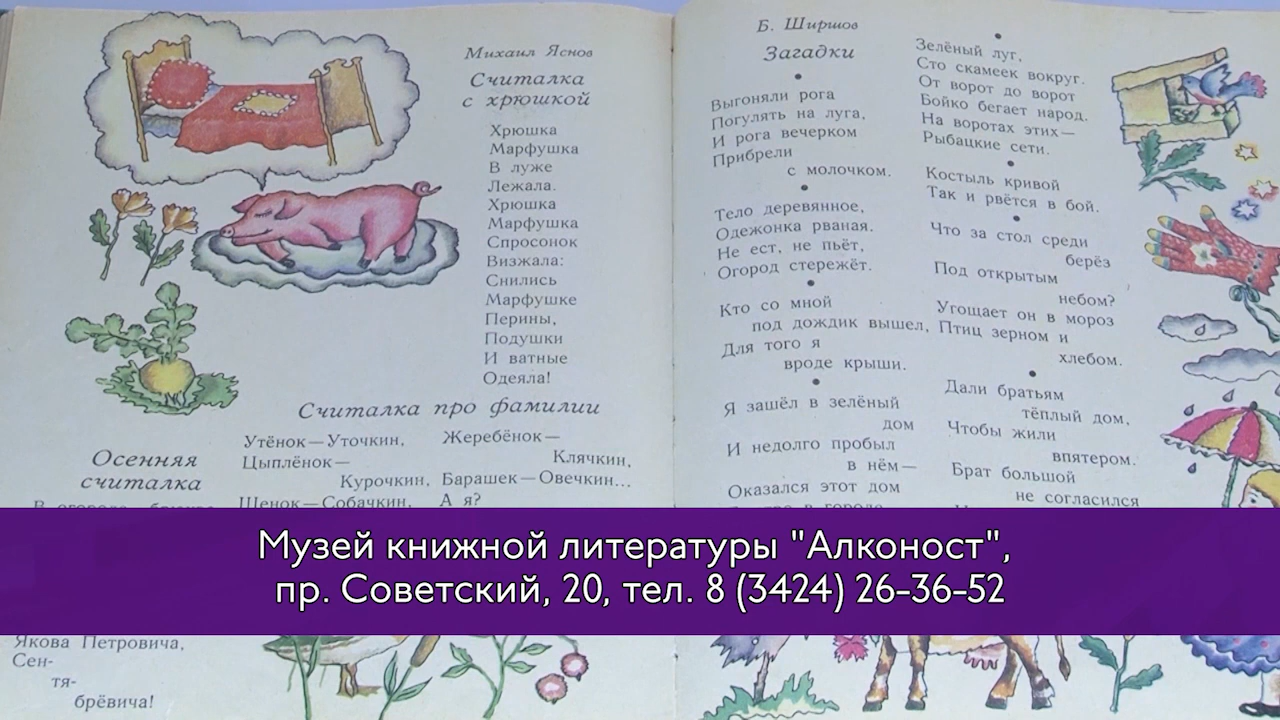 Михаил Яснов
Считалка
с хрюшкой
Хрюшка
Марфушка
В луже
Лежала.
Хрюшка
Марфушка
Спросонок
Визжала:
Снились
Марфушке
Перины,
Подушки
И ватные
Одеяла!
Считалка про фамилии
Утёнок—Уточкин,
Цыплёнок—
Курочкин,
Щенок—Собачкин,
Жеребёнок—
Клячкин,
Барашек—Овечкин...
А я?
Осенняя
считалка
В огороде брюква
Якова Петровича,
Сен-
тя-
брёвича!
Б. Ширшов
Загадки
Выгоняли рога
Погулять на луга,
И рога вечерком
Прибрели
с молочком.
Тело деревянное,
Одежонка рваная.
Не ест, не пьёт,
Огород стережёт.
Кто со мной
под дождик вышел,
Для того я
вроде крыши.
Я зашёл в зелёный
дом
И недолго пробыл
в нём—
Оказался этот дом
Зелёный луг,
Сто скамеек вокруг.
От ворот до ворот
Бойко бегает народ.
На воротах этих—
Рыбацкие сети.
Костыль кривой
Так и рвётся в бой.
Что за стол среди
берёз
Под открытым
небом?
Угощает он в мороз
Птиц зерном и
хлебом.
Дали братьям
тёплый дом,
Чтобы жили
впятером.
Брат большой
не согласился
Музей книжной литературы "Алконост",
пр. Советский, 20, тел. 8 (3424) 26-36-52